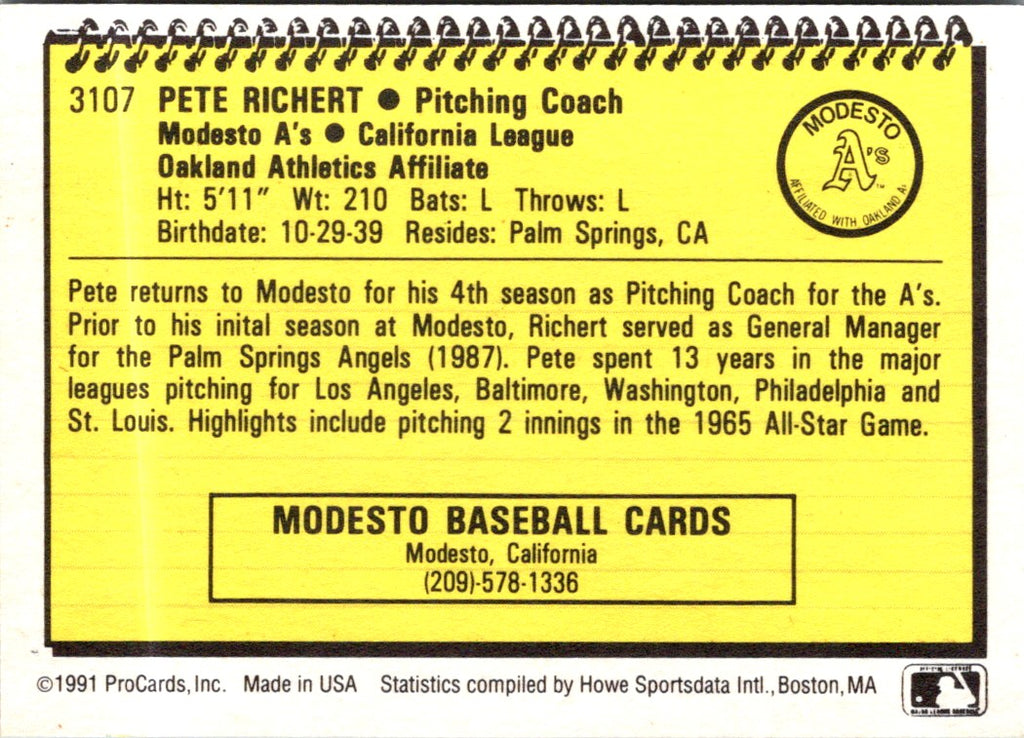 3107 PETE RICHERT ● Pitching Coach
Modesto A's ● California League
Oakland Athletics Affiliate
Ht: 5'11" Wt: 210 Bats: L Throws: L
Birthdate: 10-29-39 Resides: Palm Springs, CA
MODESTO
A's
TM
AFFILIATED WITH OAKLAND A's
Pete returns to Modesto for his 4th season as Pitching Coach for the A's.
Prior to his inital season at Modesto, Richert served as General Manager
for the Palm Springs Angels (1987). Pete spent 13 years in the major
leagues pitching for Los Angeles, Baltimore, Washington, Philadelphia and
St. Louis. Highlights include pitching 2 innings in the 1965 All-Star Game.
MODESTO BASEBALL CARDS
Modesto, California
(209)-578-1336
©1991 ProCards, Inc. Made in USA Statistics compiled by Howe Sportsdata Intl., Boston, MA